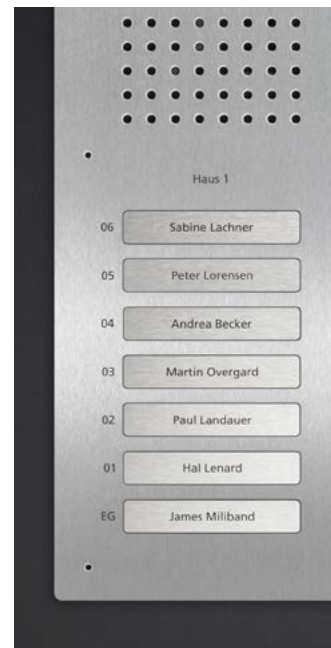 Haus 1
06 Sabine Lachner
05 Peter Lorensen
04 Andrea Becker
03 Martin Overgard
02 Paul Landauer
01 Hal Lenard
EG James Miliband